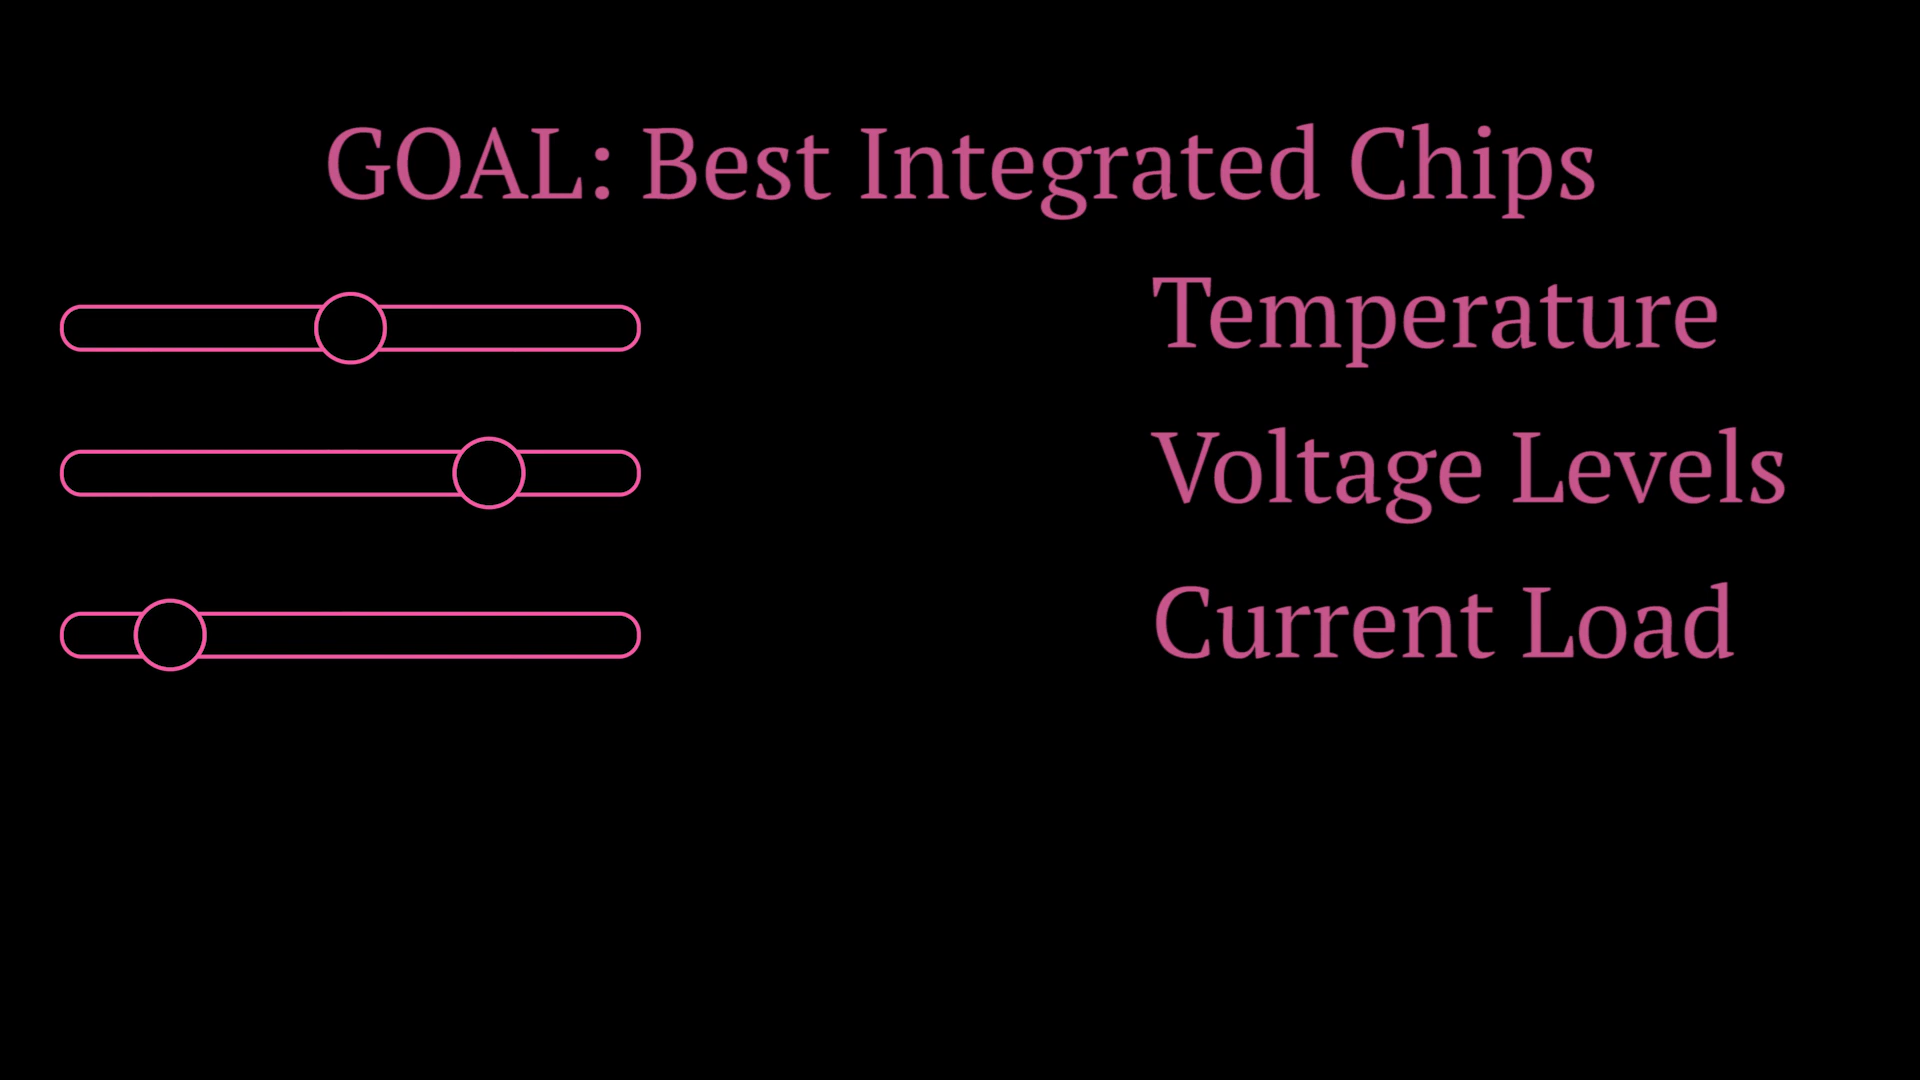 GOAL: Best Integrated Chips
Temperature
Voltage Levels
Current Load